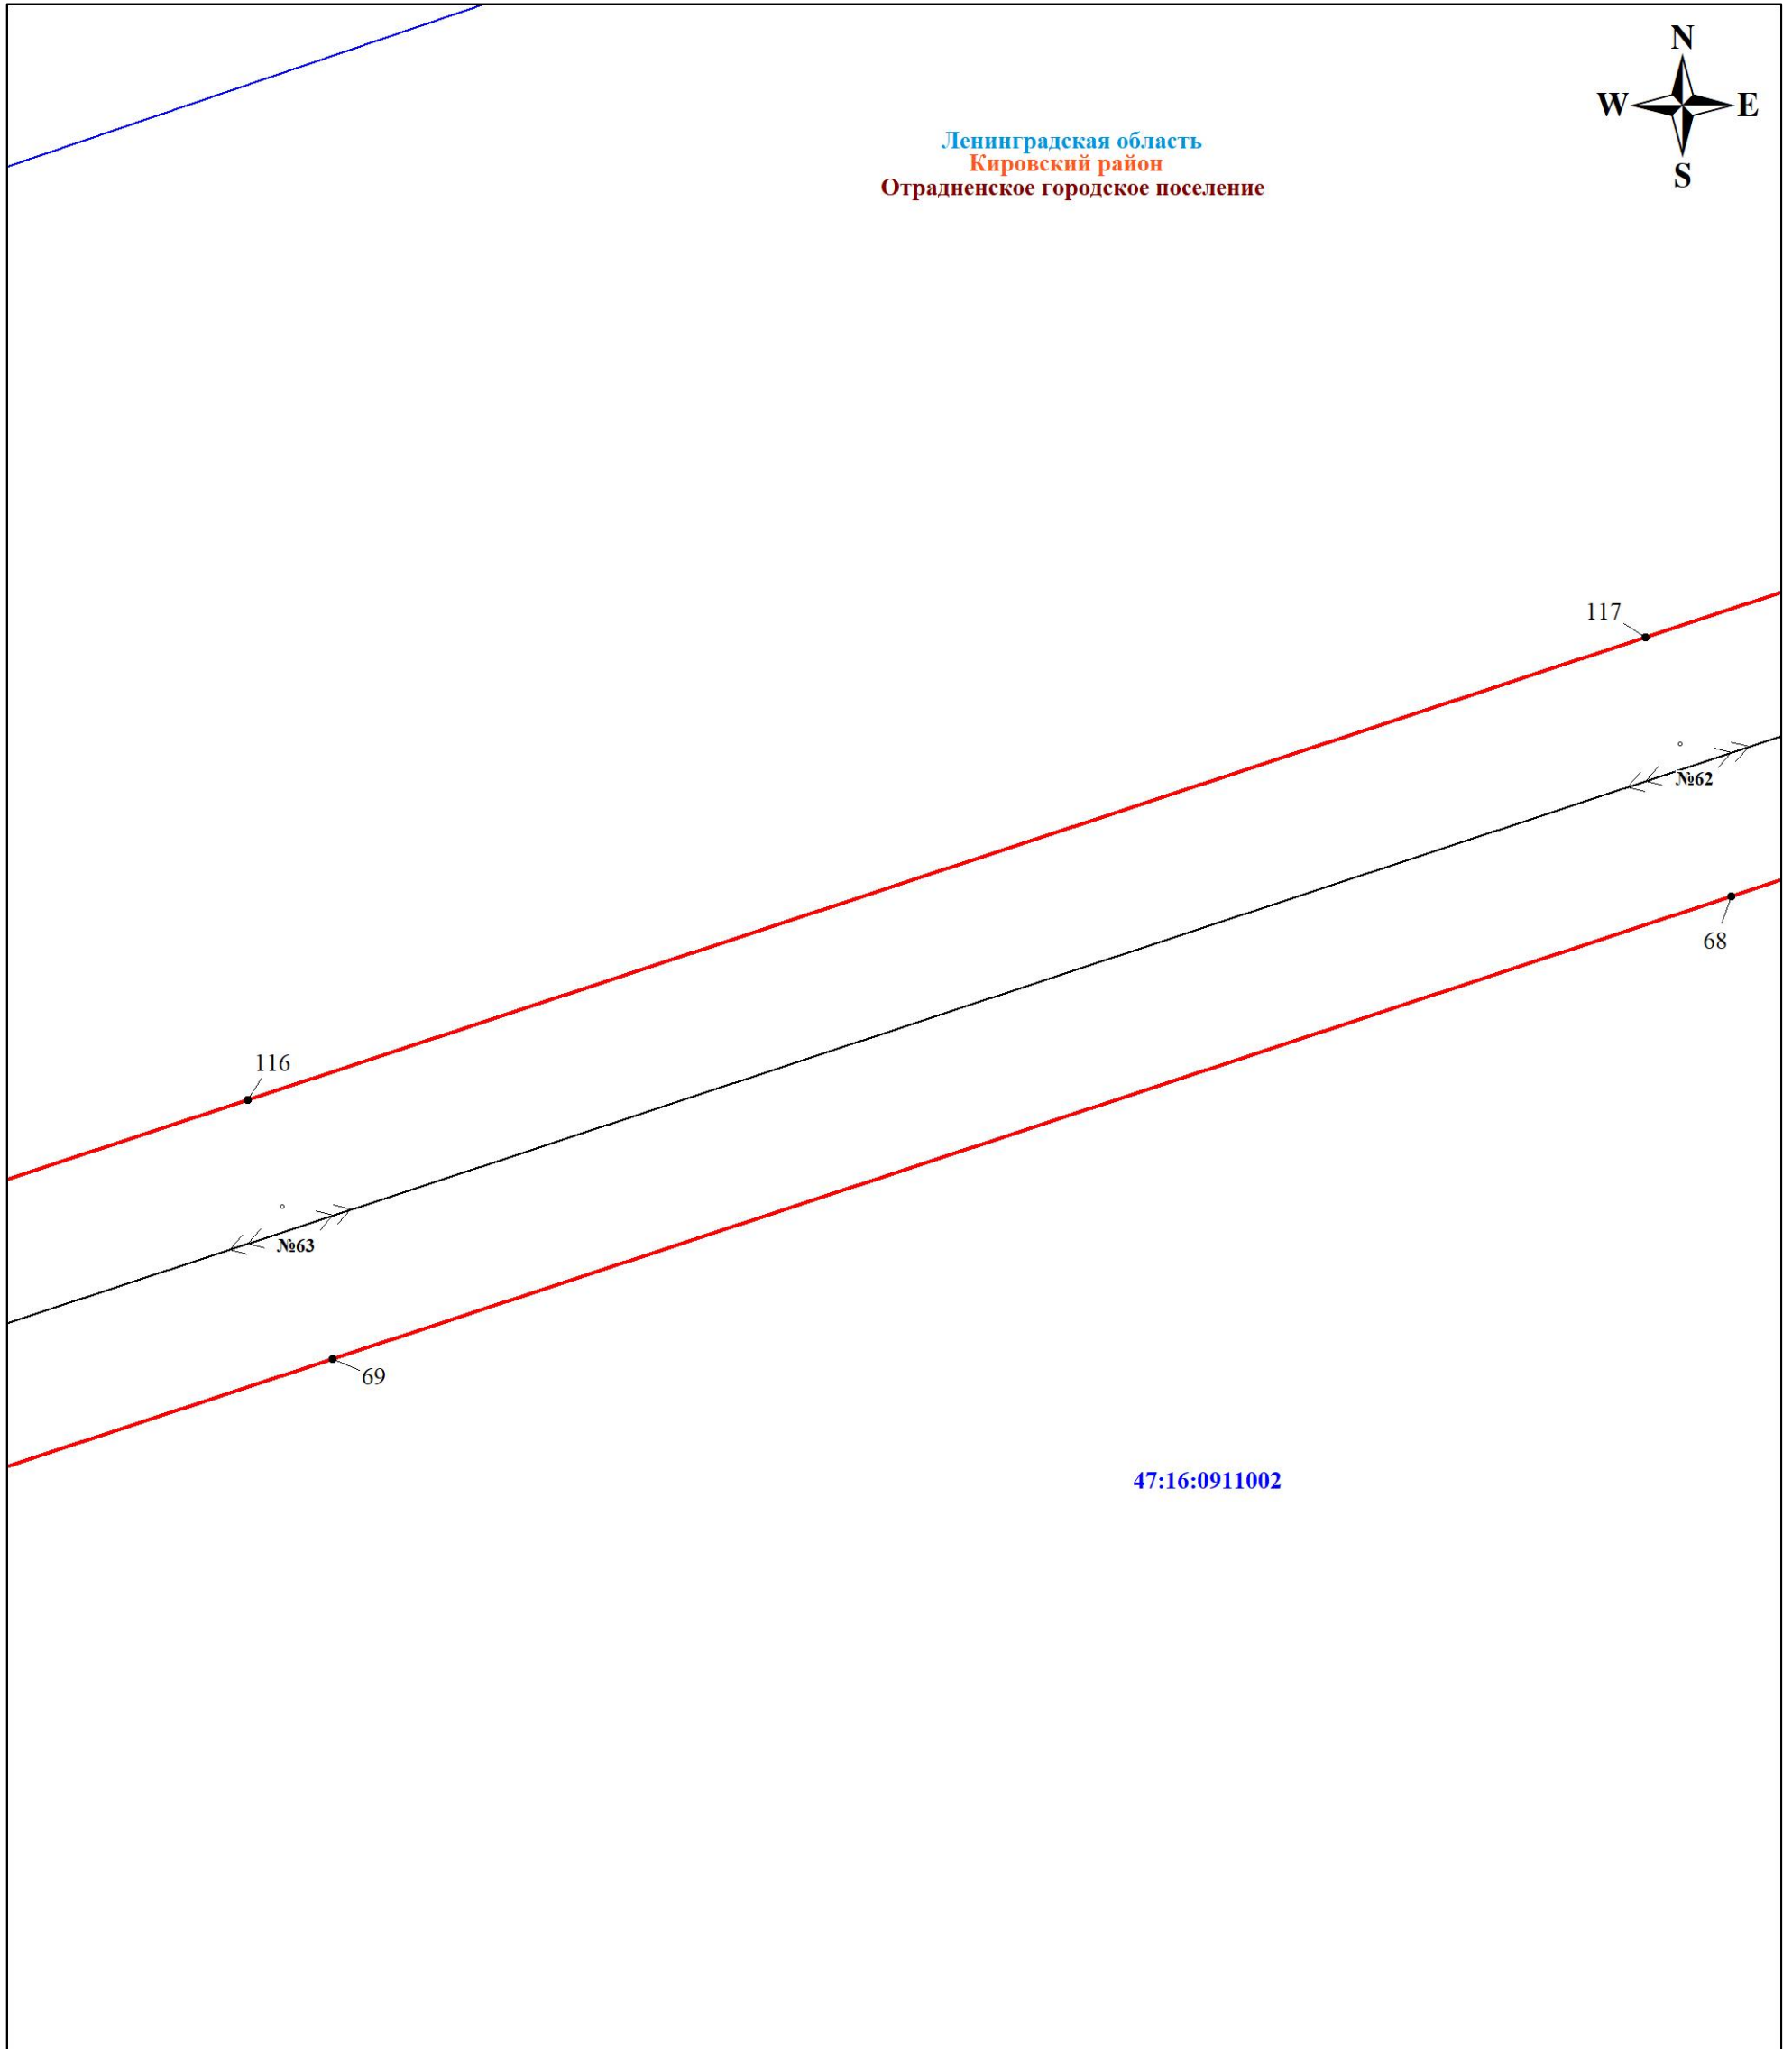 N
W E
S
Ленинградская область
Кировский район
Отрадненское городское поселение
117
№62
68
116
№63
69
47:16:0911002